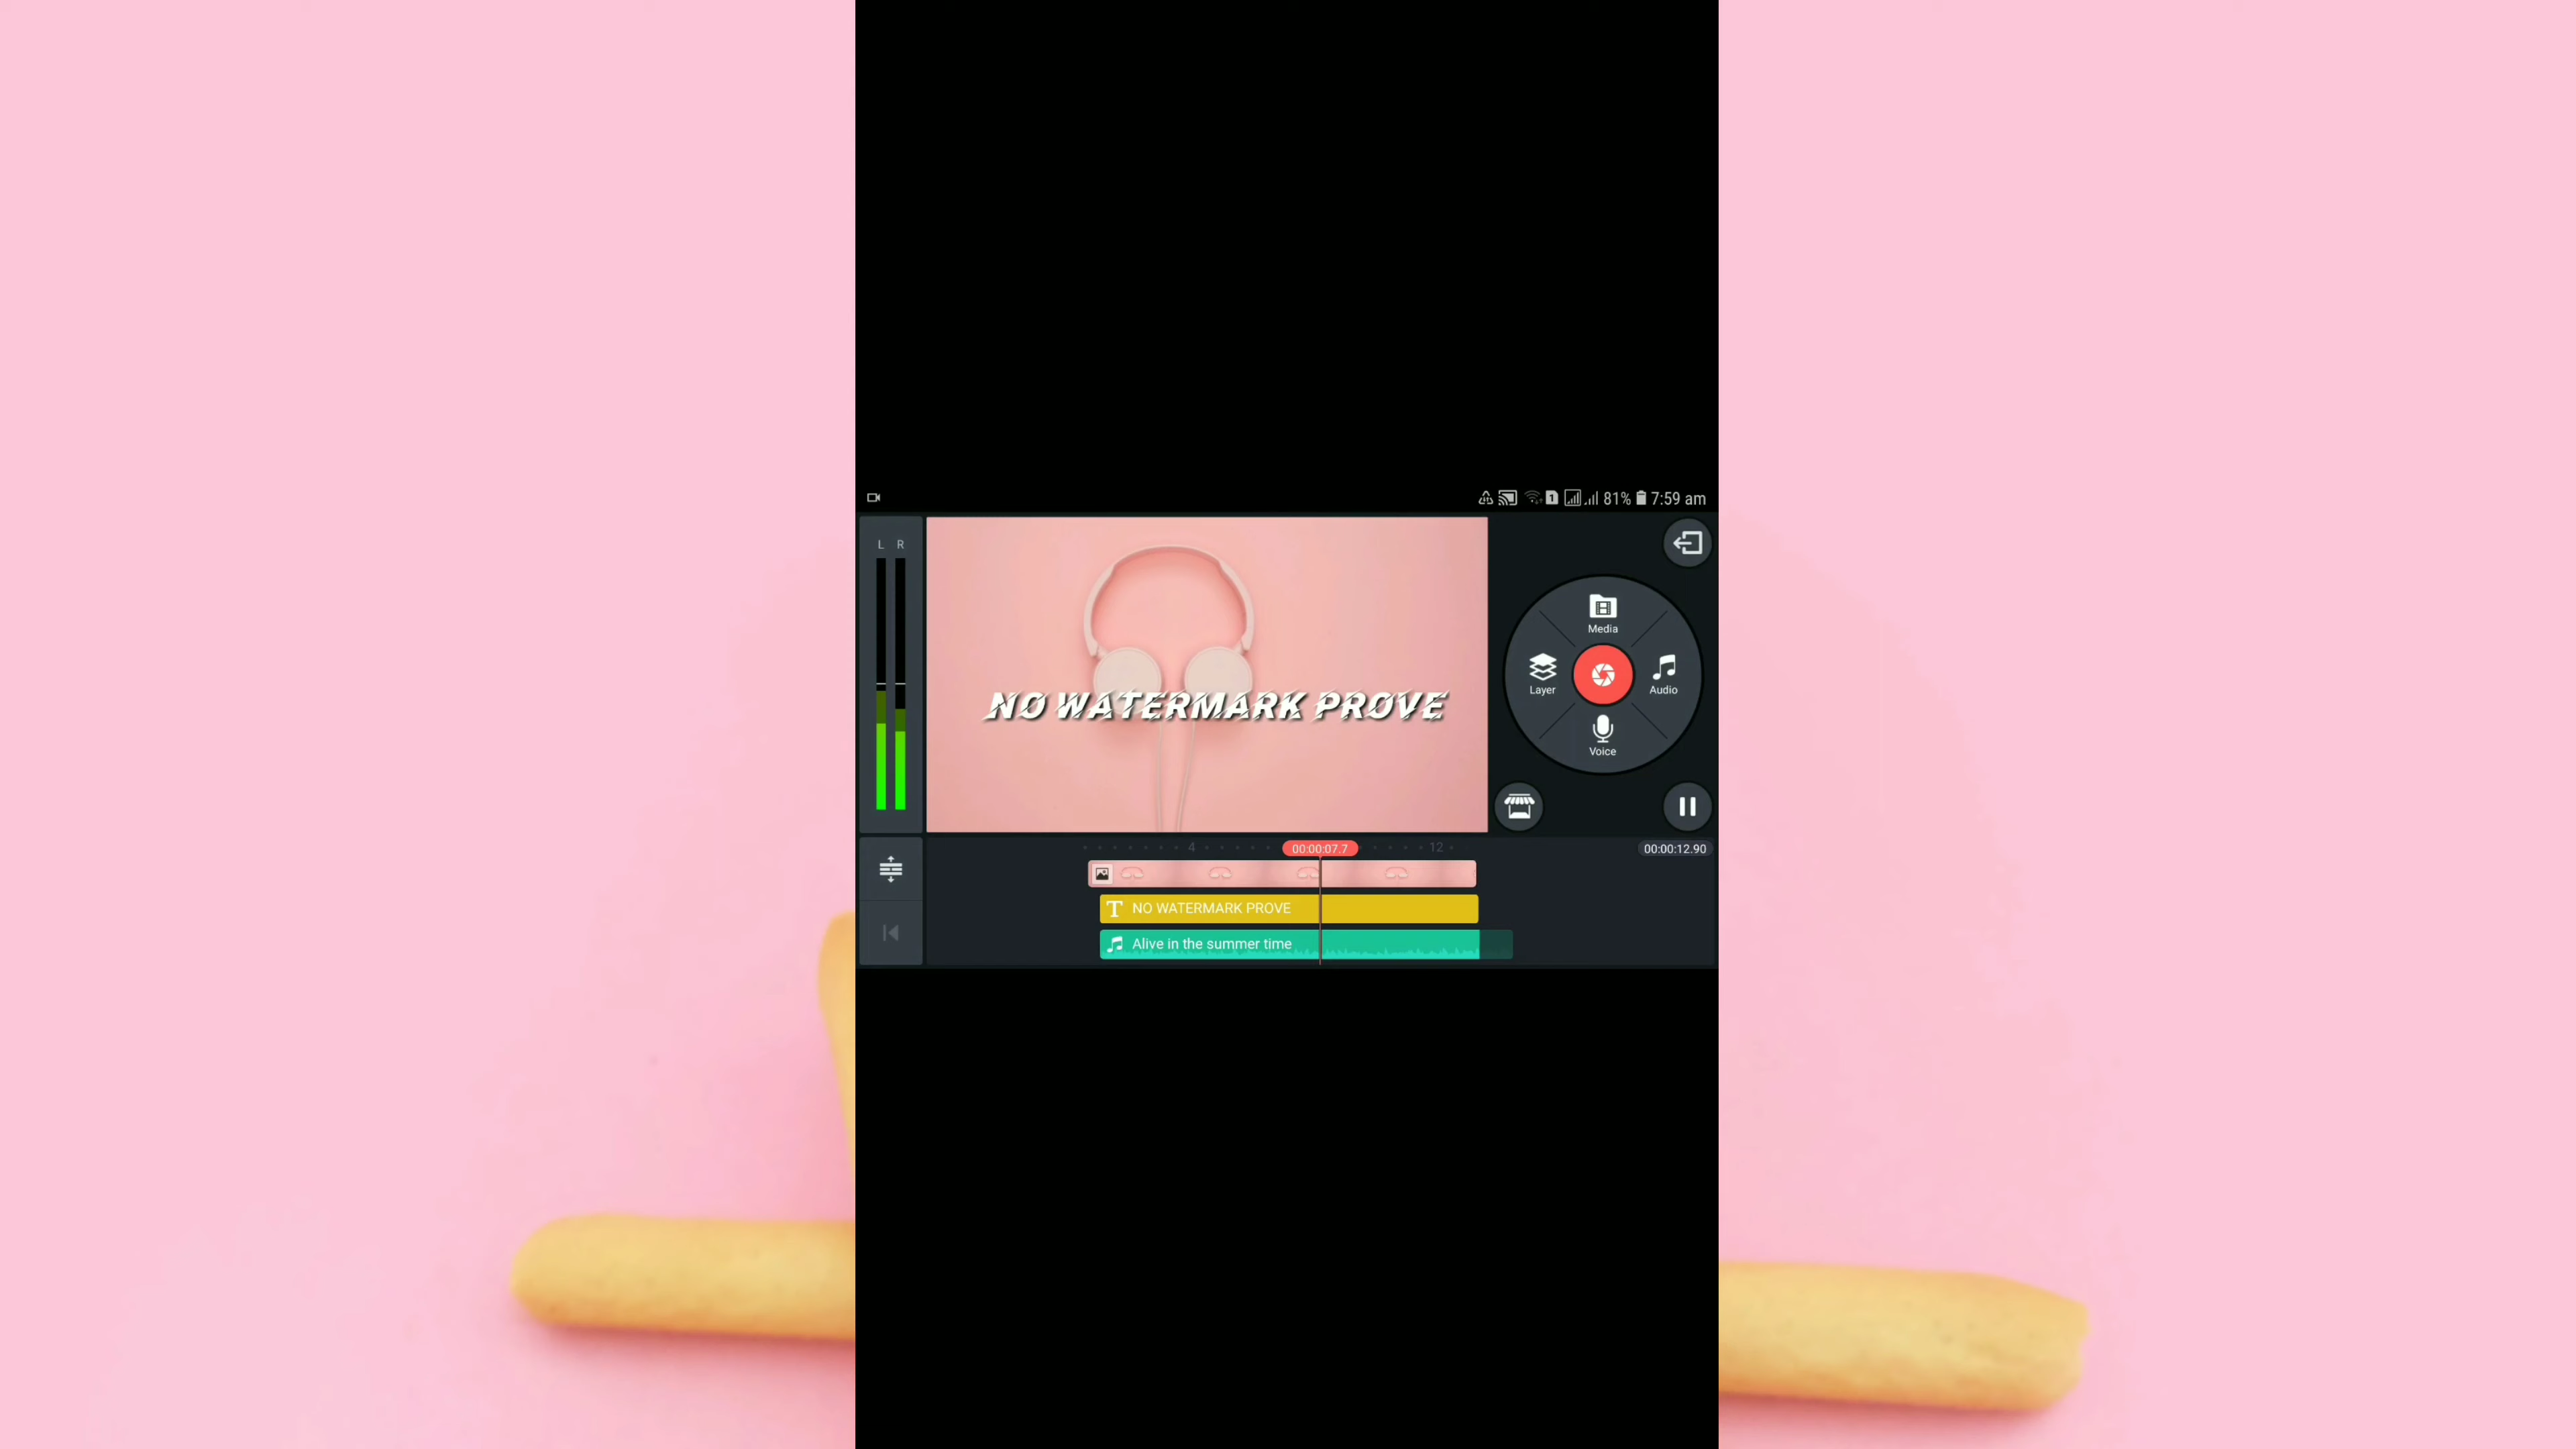 1 81% 7:59 am
L R
NO WATERMARK PROVE
Media
Layer
Audio
Voice
4 00:00:07.7 12 00:00:12.90
T NO WATERMARK PROVE
Alive in the summer time